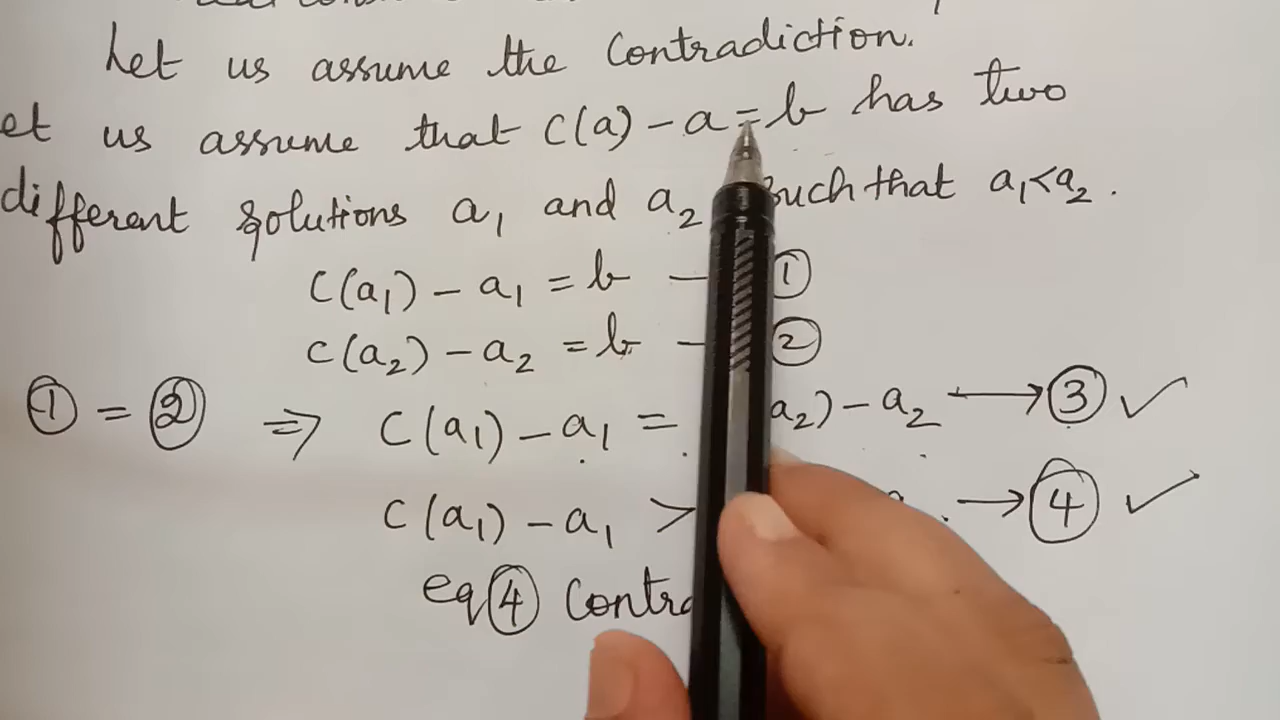 Let us assume the Contradiction.
et us assume that C(a) - a = b has two
different solutions a₁ and a₂ such that a₁<a₂.
C(a₁) - a₁ = b - ①
C(a₂) - a₂ = b - ②
① = ② ⇒ C(a₁) - a₁ = a₂) - a₂ → ③ ✓
C(a₁) - a₁ > → ④ ✓
eq ④ Contra